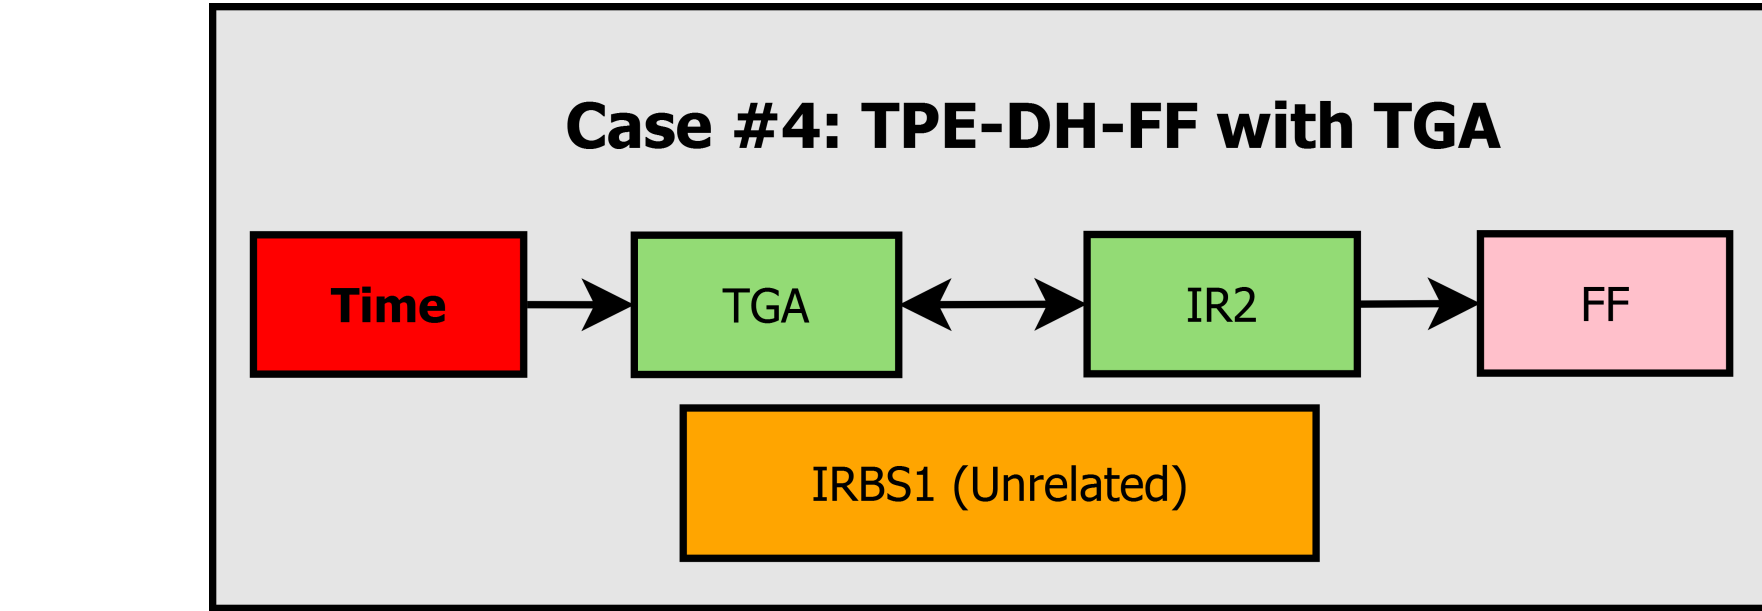 Case #4: TPE-DH-FF with TGA
Time
TGA
IR2
FF
IRBS1 (Unrelated)